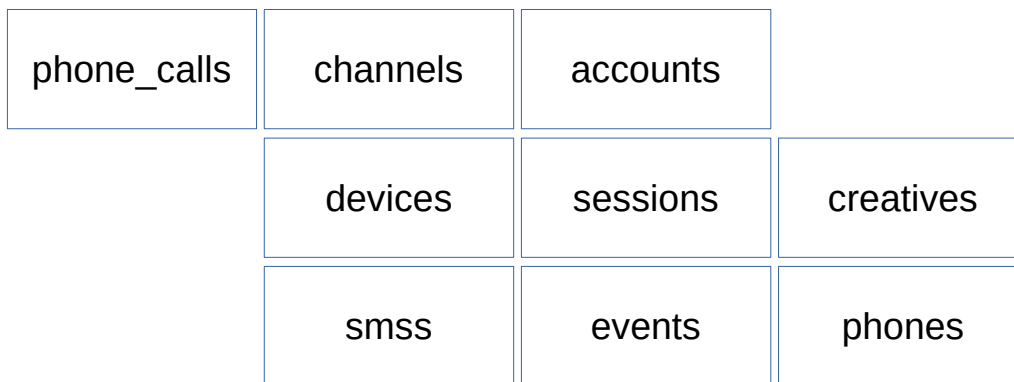 phone_calls channels accounts
devices sessions creatives
smss events phones